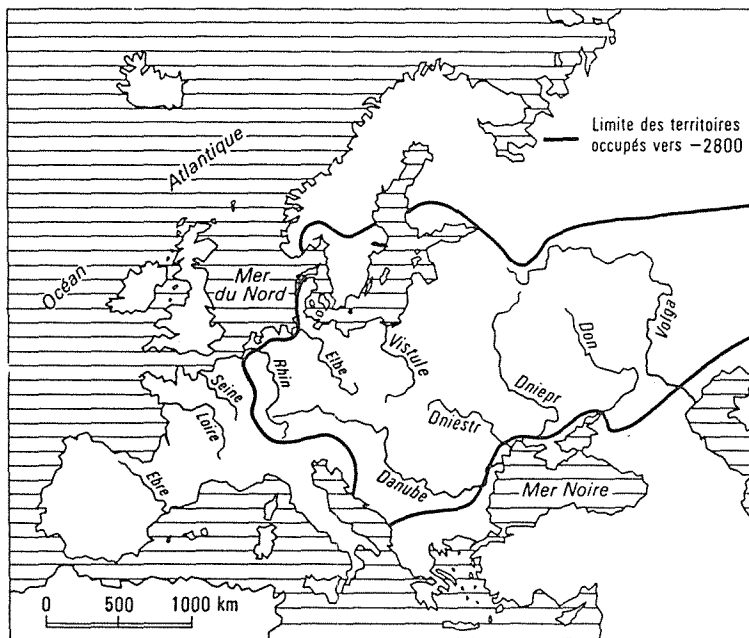 Limite des territoires
occupés vers −2800
Atlantique
Océan
Mer
du Nord
Elbe
Vistule
Rhin
Seine
Loire
Ebre
Don
Volga
Dniepr
Dniestr
Danube
Mer Noire
0 500 1000 km